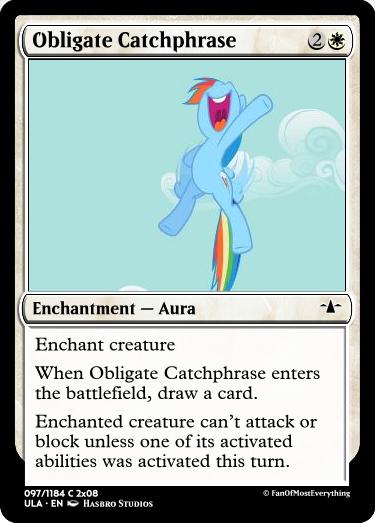 Obligate Catchphrase 2
Enchantment — Aura
Enchant creature
When Obligate Catchphrase enters
the battlefield, draw a card.
Enchanted creature can't attack or
block unless one of its activated
abilities was activated this turn.
097/1184 C 2x08
ULA • EN Hasbro Studios
© FanOfMostEverything